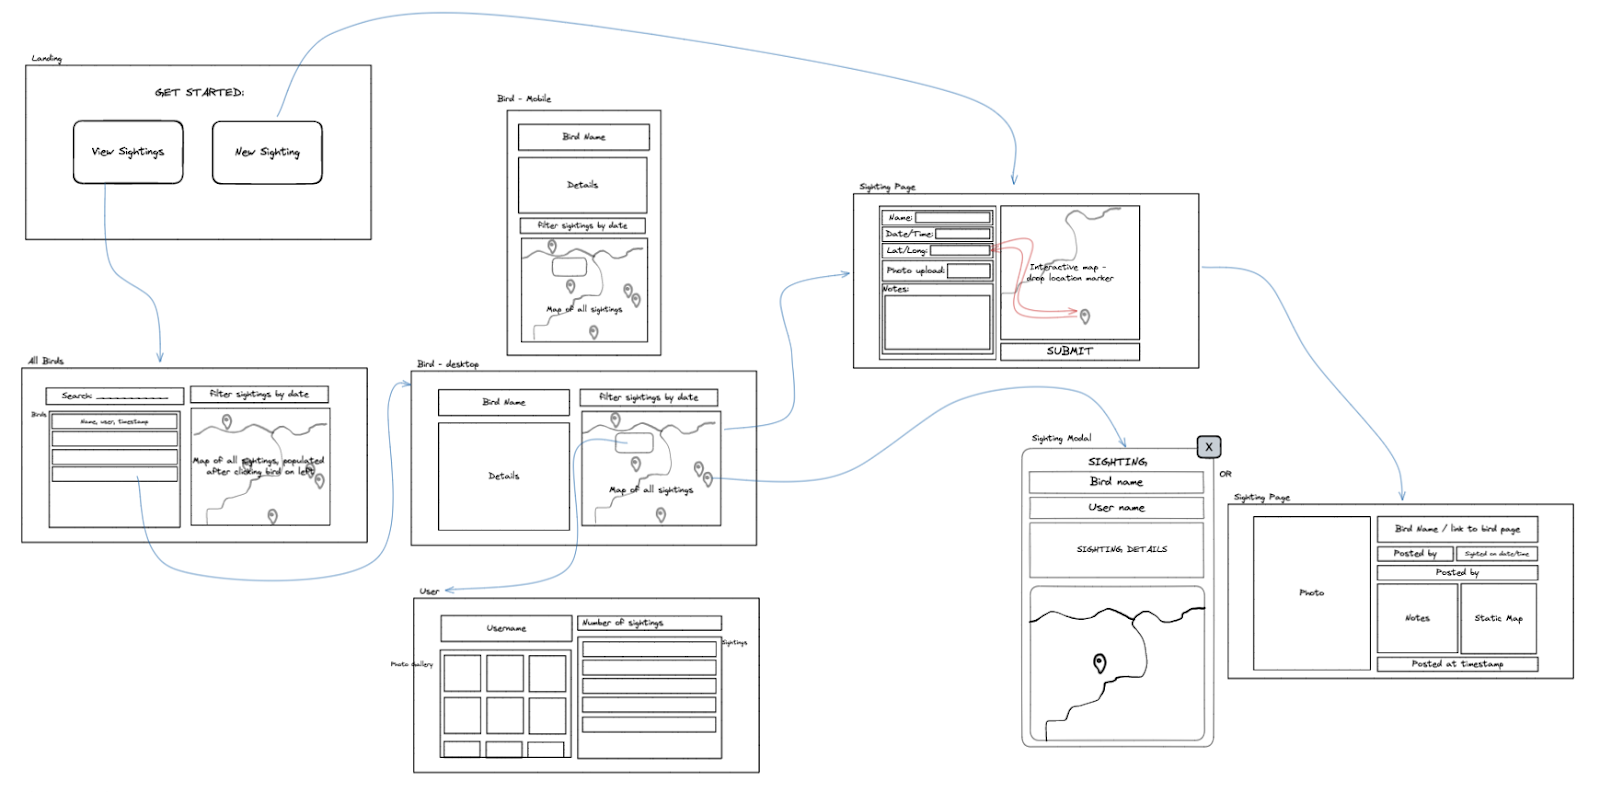 Landing
GET STARTED:
View Sightings
New Sighting
Bird - Mobile
Bird Name
Details
filter sightings by date
Map of all sightings
Sighting Page
Name:
Date/Time:
Lat/Long:
Photo upload:
Notes:
Interactive map -
drop location marker
SUBMIT
All Birds
Search:
filter sightings by date
Birds
Name, user, timestamp
Map of all sightings, populated
after clicking bird on left
Bird - desktop
Bird Name
filter sightings by date
Details
Map of all sightings
User
Username
Number of sightings
Photo Gallery
Sightings
Sighting Modal
X
SIGHTING
Bird name
User name
SIGHTING DETAILS
OR
Sighting Page
Photo
Bird Name / link to bird page
Posted by
Sighted on date/time
Posted by
Notes
Static Map
Posted at timestamp